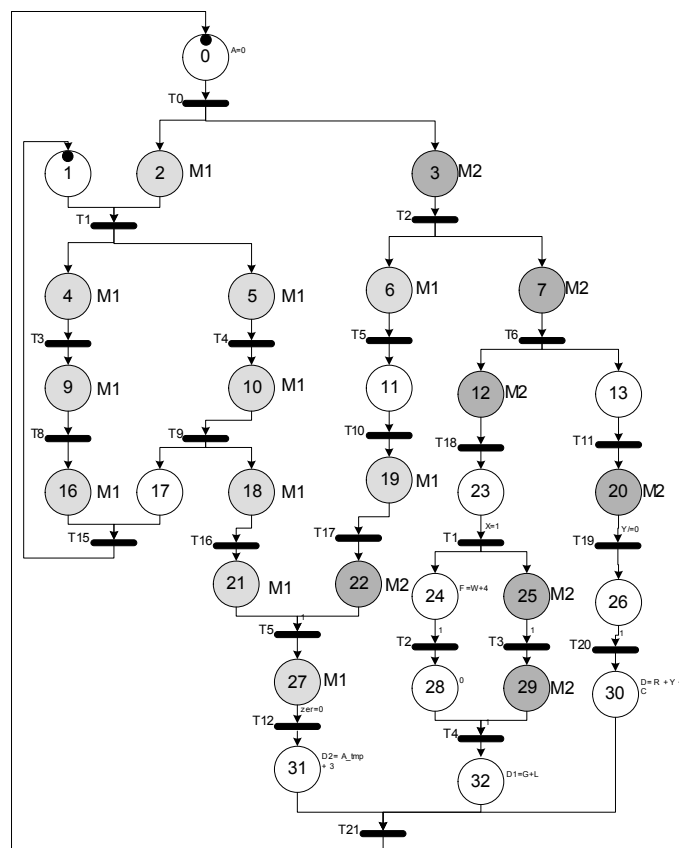 0 A=0
T0
1 2 M1 3 M2
T1 T2
4 M1 5 M1 6 M1 7 M2
T3 T4 T5 T6
9 M1 10 M1 11 12 M2 13
T8 T9 T10 T18 T11
16 M1 17 18 M1 19 M1 23 20 M2
X=1 Y/=0
T15 T16 T17 T1 T19
21 M1 22 M2 24 F=W+4 25 M2 26
1 1 1 1
T5 T2 T3 T20
27 M1 28 0 29 M2 30 D= R + Y
C
zer=0 1
T12 T4
31 D2= A_tmp
+ 3
32 D1=G+L
T21